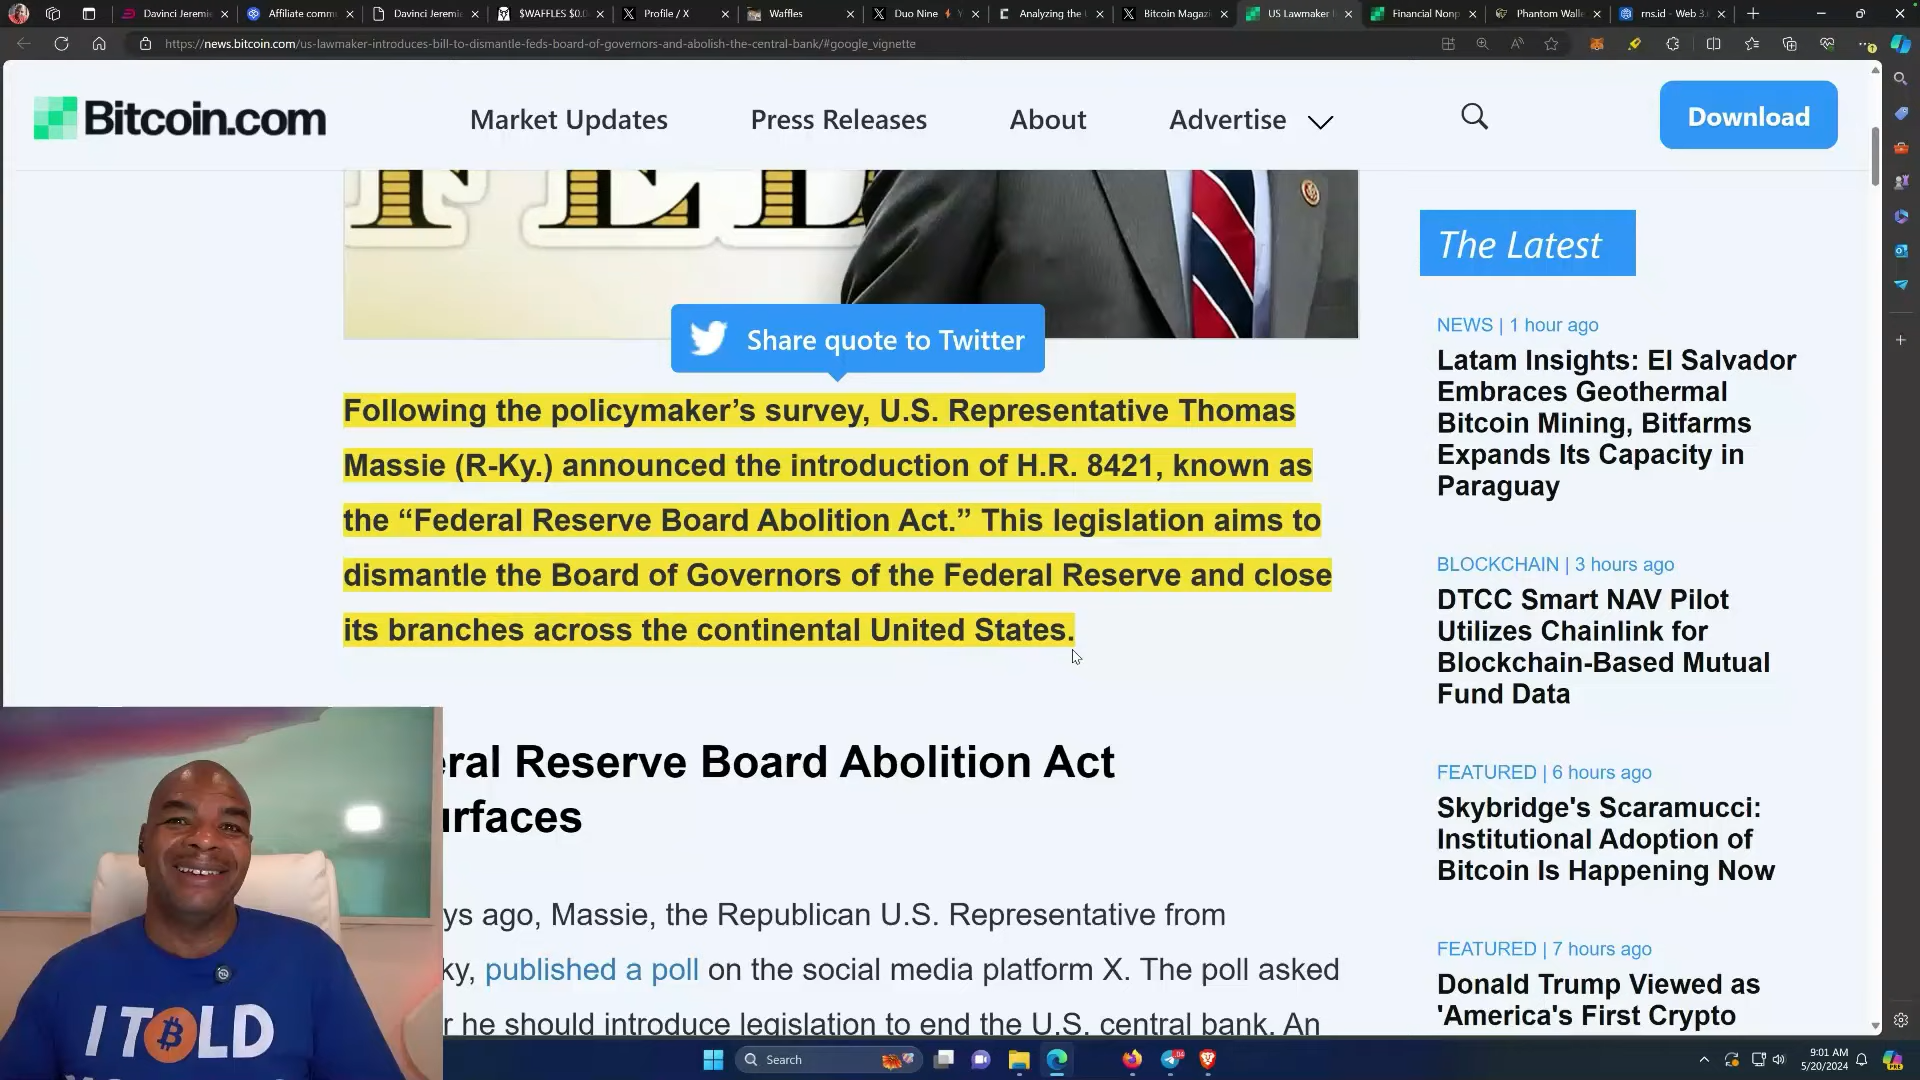 Davinci Jeremie
Affiliate commu
Davinci Jeremie
$WAFFLES $0.0
Profile / X
Waffles
Duo Nine
Analyzing the
Bitcoin Magazi
US Lawmaker
Financial Nonp
Phantom Walle
rns.id - Web 3.
https://news.bitcoin.com/us-lawmaker-introduces-bill-to-dismantle-feds-board-of-governors-and-abolish-the-central-bank/#google_vignette
Bitcoin.com
Market Updates
Press Releases
About
Advertise
Download
FED
Share quote to Twitter
Following the policymaker’s survey, U.S. Representative Thomas
Massie (R-Ky.) announced the introduction of H.R. 8421, known as
the “Federal Reserve Board Abolition Act.” This legislation aims to
dismantle the Board of Governors of the Federal Reserve and close
its branches across the continental United States.
eral Reserve Board Abolition Act
urfaces
ys ago, Massie, the Republican U.S. Representative from
ky, published a poll on the social media platform X. The poll asked
r he should introduce legislation to end the U.S. central bank. An
The Latest
NEWS | 1 hour ago
Latam Insights: El Salvador
Embraces Geothermal
Bitcoin Mining, Bitfarms
Expands Its Capacity in
Paraguay
BLOCKCHAIN | 3 hours ago
DTCC Smart NAV Pilot
Utilizes Chainlink for
Blockchain-Based Mutual
Fund Data
FEATURED | 6 hours ago
Skybridge's Scaramucci:
Institutional Adoption of
Bitcoin Is Happening Now
FEATURED | 7 hours ago
Donald Trump Viewed as
'America's First Crypto
I TOLD
Search
9:01 AM
5/20/2024